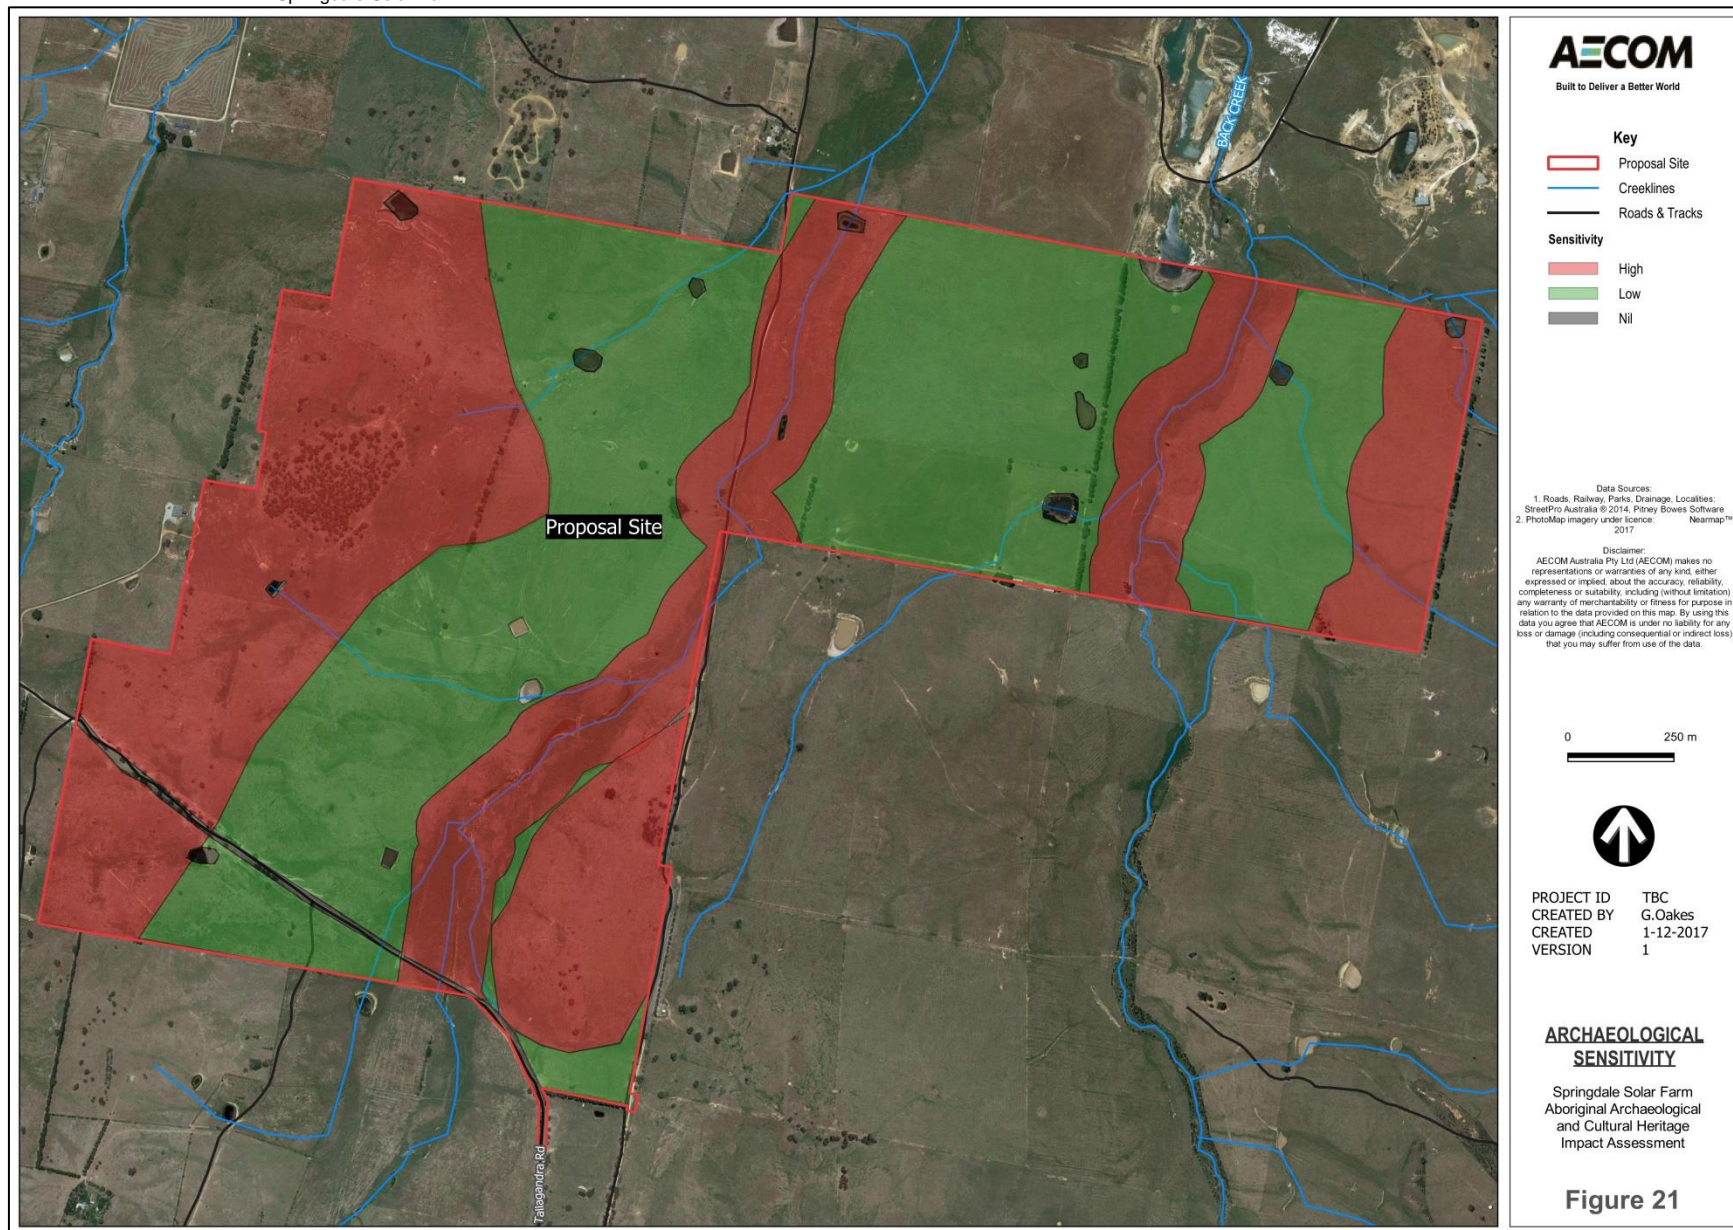 BACK CREEK
Proposal Site
Tallagandra Rd
AECOM
Built to Deliver a Better World
Key
Proposal Site
Creeklines
Roads & Tracks
Sensitivity
High
Low
Nil
Data Sources:
1. Roads, Railway, Parks, Drainage, Localities:
StreetPro Australia ® 2014, Pitney Bowes Software
2. PhotoMap imagery under licence: Nearmap™
2017
Disclaimer:
AECOM Australia Pty Ltd (AECOM) makes no
representations or warranties of any kind, either
expressed or implied, about the accuracy, reliability,
completeness or suitability, including (without limitation)
any warranty of merchantability or fitness for purpose in
relation to the data provided on this map. By using this
data you agree that AECOM is under no liability for any
loss or damage (including consequential or indirect loss)
that you may suffer from use of the data.
0 250 m
PROJECT ID TBC
CREATED BY G.Oakes
CREATED 1-12-2017
VERSION 1
ARCHAEOLOGICAL
SENSITIVITY
Springdale Solar Farm
Aboriginal Archaeological
and Cultural Heritage
Impact Assessment
Figure 21